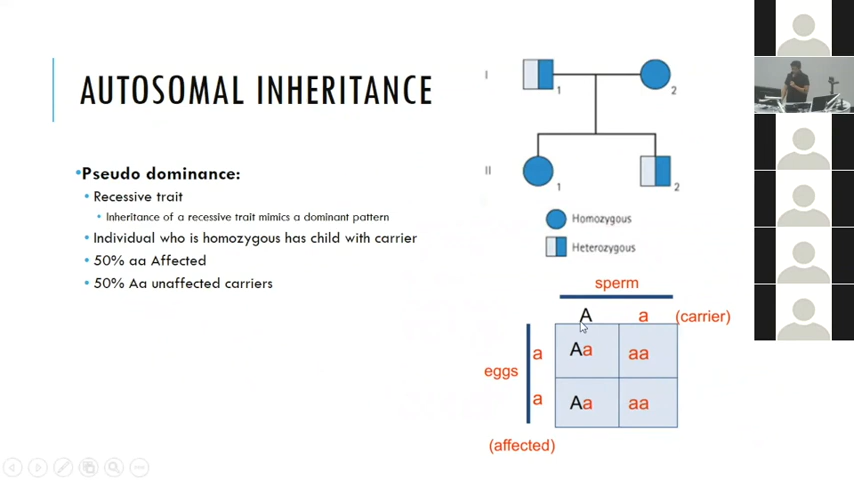 AUTOSOMAL INHERITANCE
•Pseudo dominance:
• Recessive trait
• Inheritance of a recessive trait mimics a dominant pattern
• Individual who is homozygous has child with carrier
• 50% aa Affected
• 50% Aa unaffected carriers
I
1
2
II
1
2
Homozygous
Heterozygous
sperm
A a (carrier)
eggs
a Aa aa
a Aa aa
(affected)